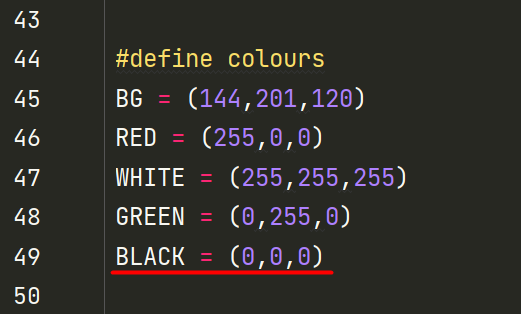 43
44 #define colours
45 BG = (144,201,120)
46 RED = (255,0,0)
47 WHITE = (255,255,255)
48 GREEN = (0,255,0)
49 BLACK = (0,0,0)
50